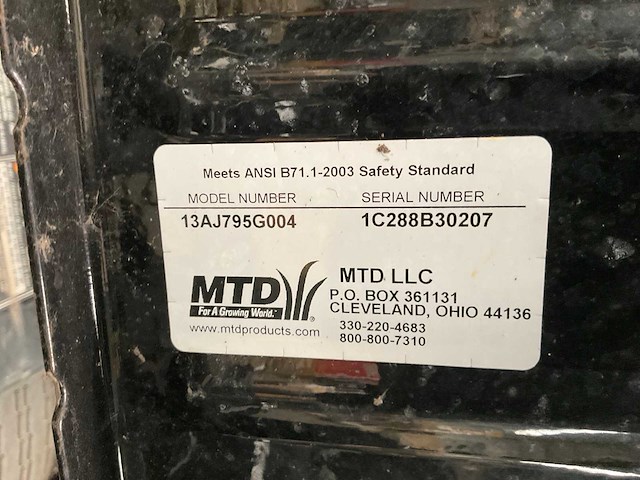 Meets ANSI B71.1-2003 Safety Standard
MODEL NUMBER SERIAL NUMBER
13AJ795G004 1C288B30207
MTD
For A Growing World.™
®
www.mtdproducts.com
MTD LLC
P.O. BOX 361131
CLEVELAND, OHIO 44136
330-220-4683
800-800-7310